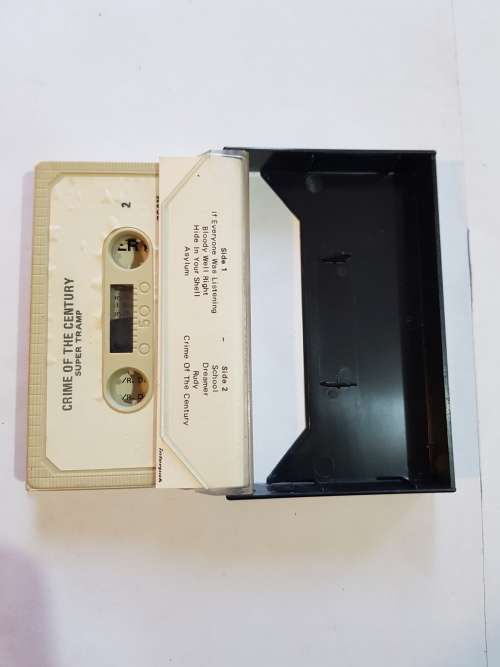 2
CRIME OF THE CENTURY
SUPER TRAMP
50
Side 1
If Everyone Was Listening
Bloody Well Right
Hide In Your Shell
Asylum
Side 2
School
Dreamer
Rudy
Crime Of The Century